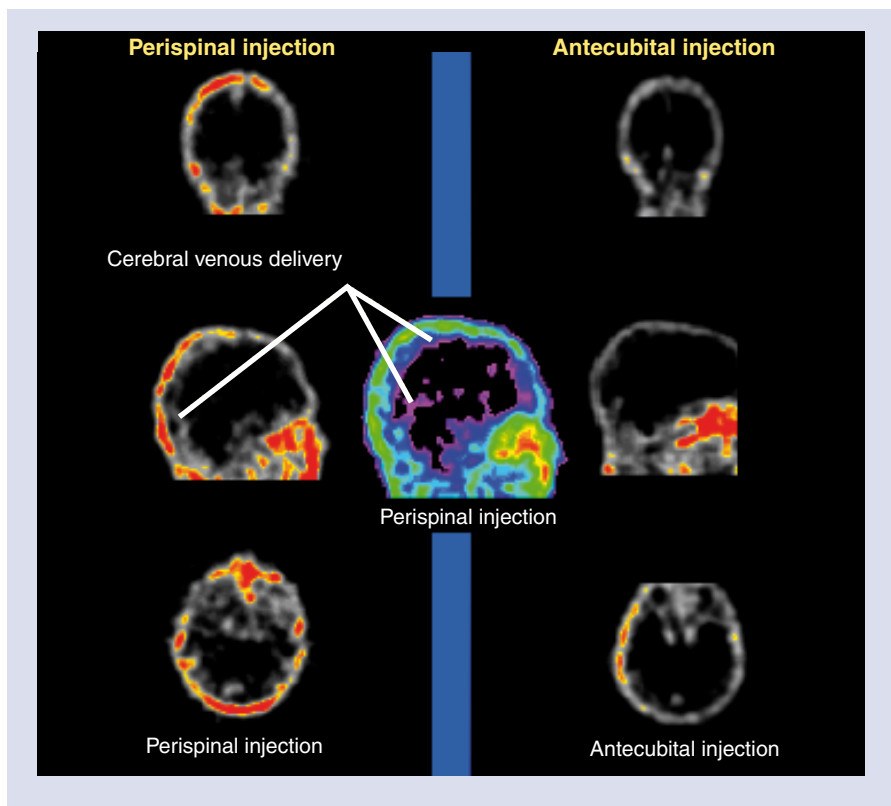 Perispinal injection
Antecubital injection
Cerebral venous delivery
Perispinal injection
Perispinal injection
Antecubital injection